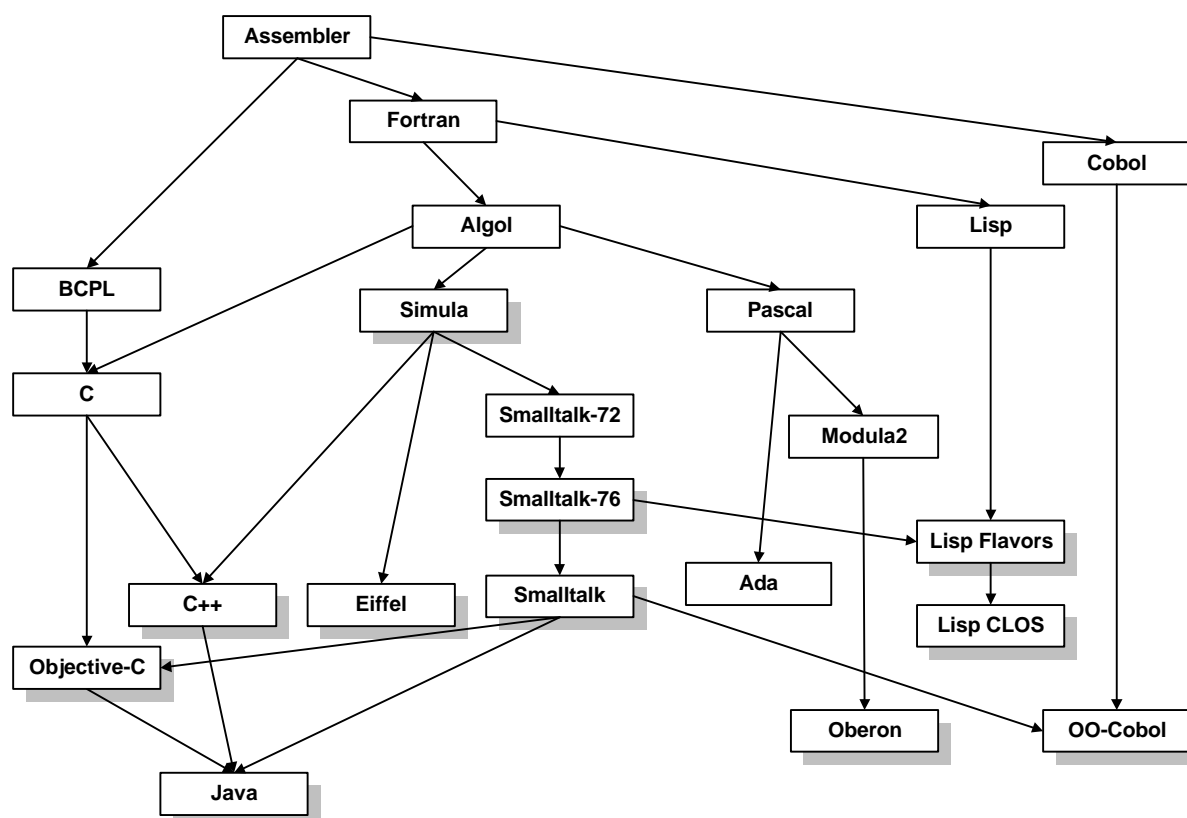 Assembler
Fortran
Cobol
Algol
Lisp
BCPL
Simula
Pascal
C
Smalltalk-72
Modula2
Smalltalk-76
Lisp Flavors
Ada
C++
Eiffel
Smalltalk
Lisp CLOS
Objective-C
Oberon
OO-Cobol
Java